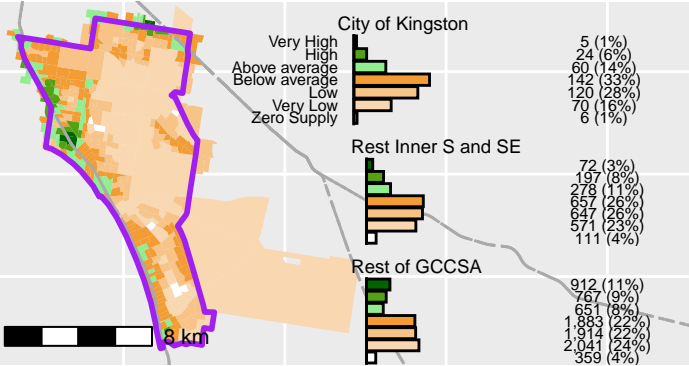 City of Kingston
Very High 5 (1%)
High 24 (6%)
Above average 60 (14%)
Below average 142 (33%)
Low 120 (28%)
Very Low 70 (16%)
Zero Supply 6 (1%)
Rest Inner S and SE
72 (3%)
197 (8%)
278 (11%)
657 (26%)
647 (26%)
571 (23%)
111 (4%)
Rest of GCCSA
912 (11%)
767 (9%)
651 (8%)
1,883 (22%)
1,914 (22%)
2,041 (24%)
359 (4%)
8 km